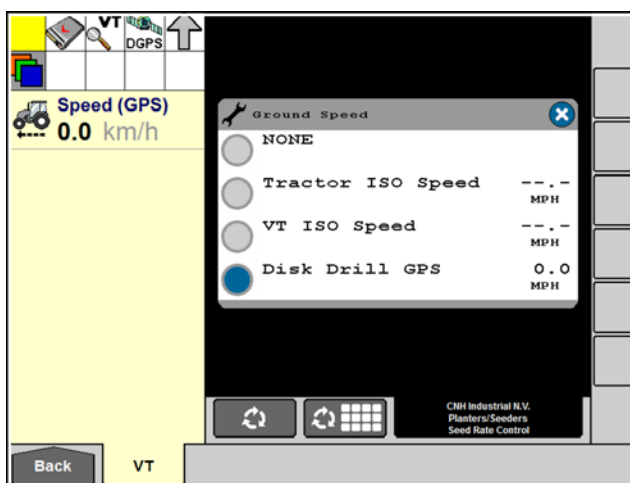 VT
L
DGPS
Speed (GPS)
0.0 km/h
Ground Speed
NONE
Tractor ISO Speed --.-
MPH
VT ISO Speed --.-
MPH
Disk Drill GPS 0.0
MPH
CNH Industrial N.V.
Planters/Seeders
Seed Rate Control
Back
VT